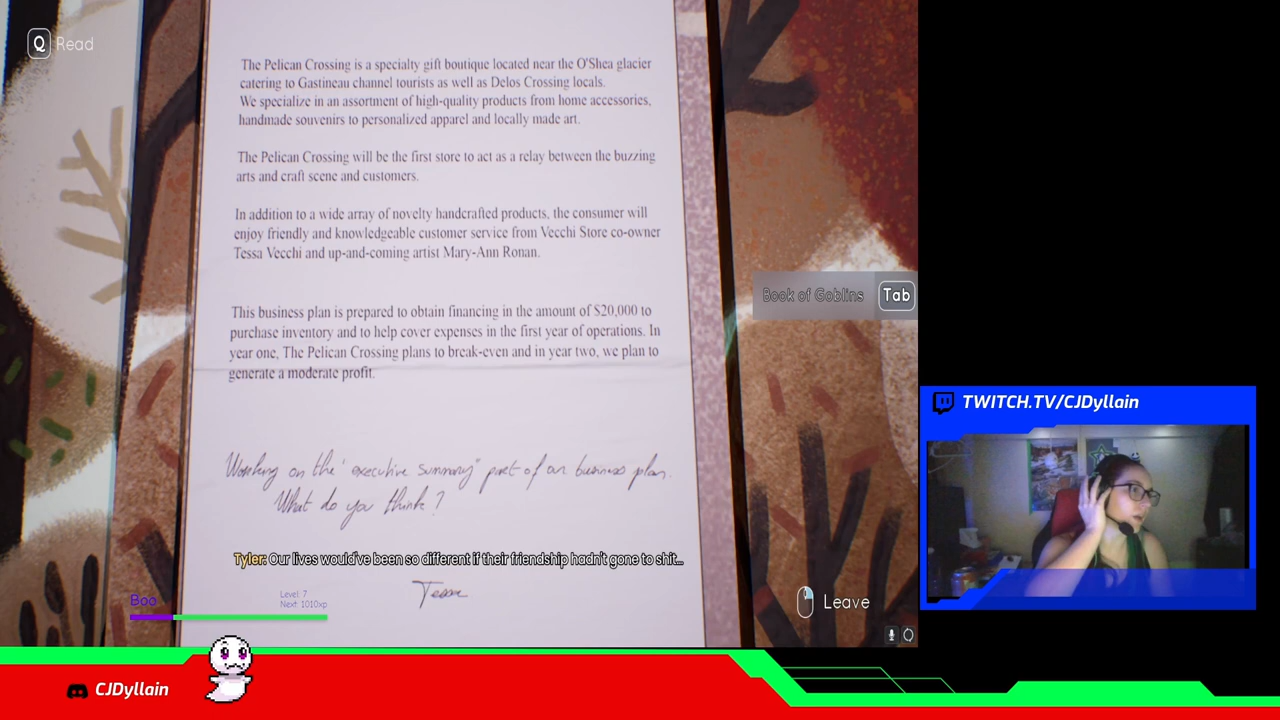 Q Read
The Pelican Crossing is a specialty gift boutique located near the O'Shea glacier
catering to Gastineau channel tourists as well as Delos Crossing locals.
We specialize in an assortment of high-quality products from home accessories,
handmade souvenirs to personalized apparel and locally made art.
The Pelican Crossing will be the first store to act as a relay between the buzzing
arts and craft scene and customers.
In addition to a wide array of novelty handcrafted products, the consumer will
enjoy friendly and knowledgeable customer service from Vecchi Store co-owner
Tessa Vecchi and up-and-coming artist Mary-Ann Ronan.
This business plan is prepared to obtain financing in the amount of $20,000 to
purchase inventory and to help cover expenses in the first year of operations. In
year one, The Pelican Crossing plans to break-even and in year two, we plan to
generate a moderate profit.
Working on the "executive summary" part of our business plan.
What do you think?
Tyler: Our lives would've been so different if their friendship hadn't gone to shit...
Tessa
Book of Goblins Tab
Leave
Boo
Level: 7
Next: 1010xp
CJDyllain
TWITCH.TV/CJDyllain